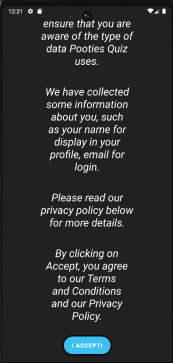 12:21
ensure that you are
aware of the type of
data Pooties Quiz
uses.
We have collected
some information
about you, such
as your name for
display in your
profile, email for
login.
Please read our
privacy policy below
for more details.
By clicking on
Accept, you agree
to our Terms
and Conditions
and our Privacy
Policy.
I ACCEPT!